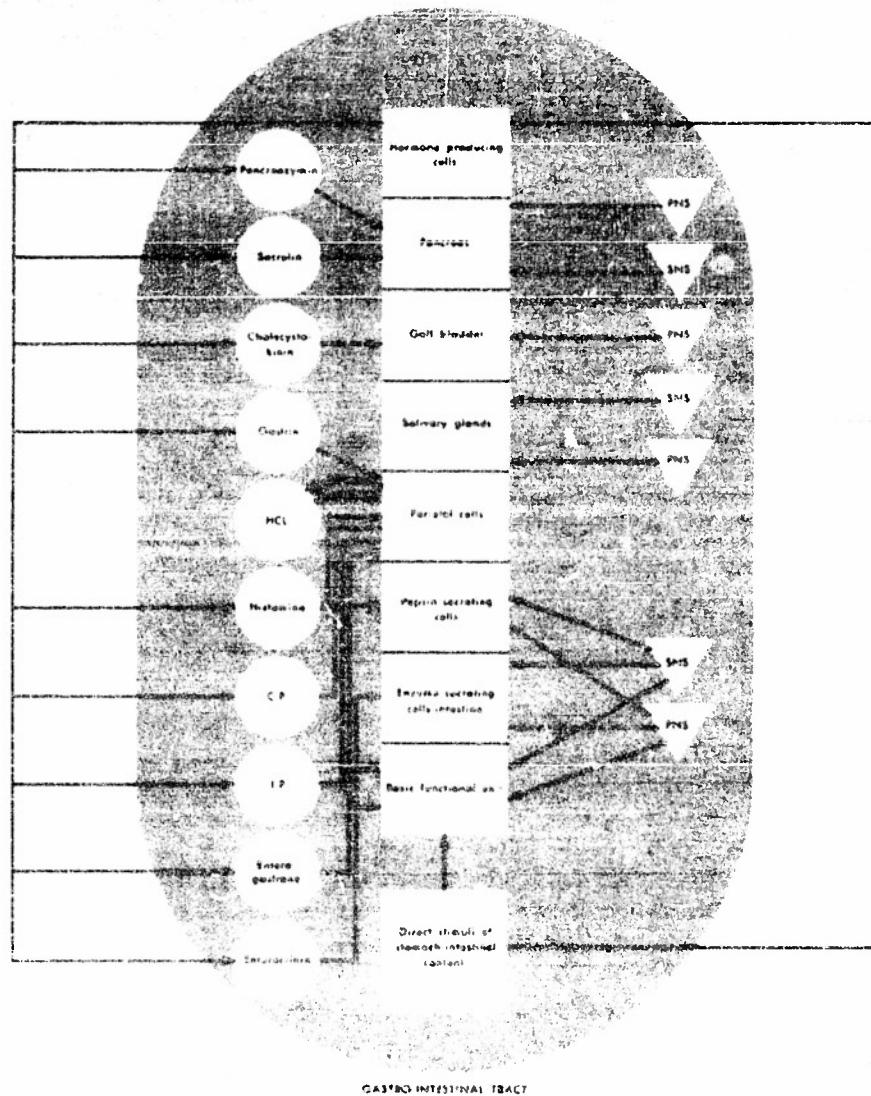 Hormone producing
cells
Pancreozymin
PNS
Pancreas
Secretin
SNS
Cholecysto-
kinin
Gall bladder
PNS
SNS
Salivary glands
Gastrin
PNS
Parietal cells
HCL
Histamine
Pepsin secreting
cells
SNS
Enzyme secreting
cells intestine
PNS
Basic functional
Entero
gastrone
Direct stimuli of
stomach intestinal
content
GASTRO-INTESTINAL TRACT